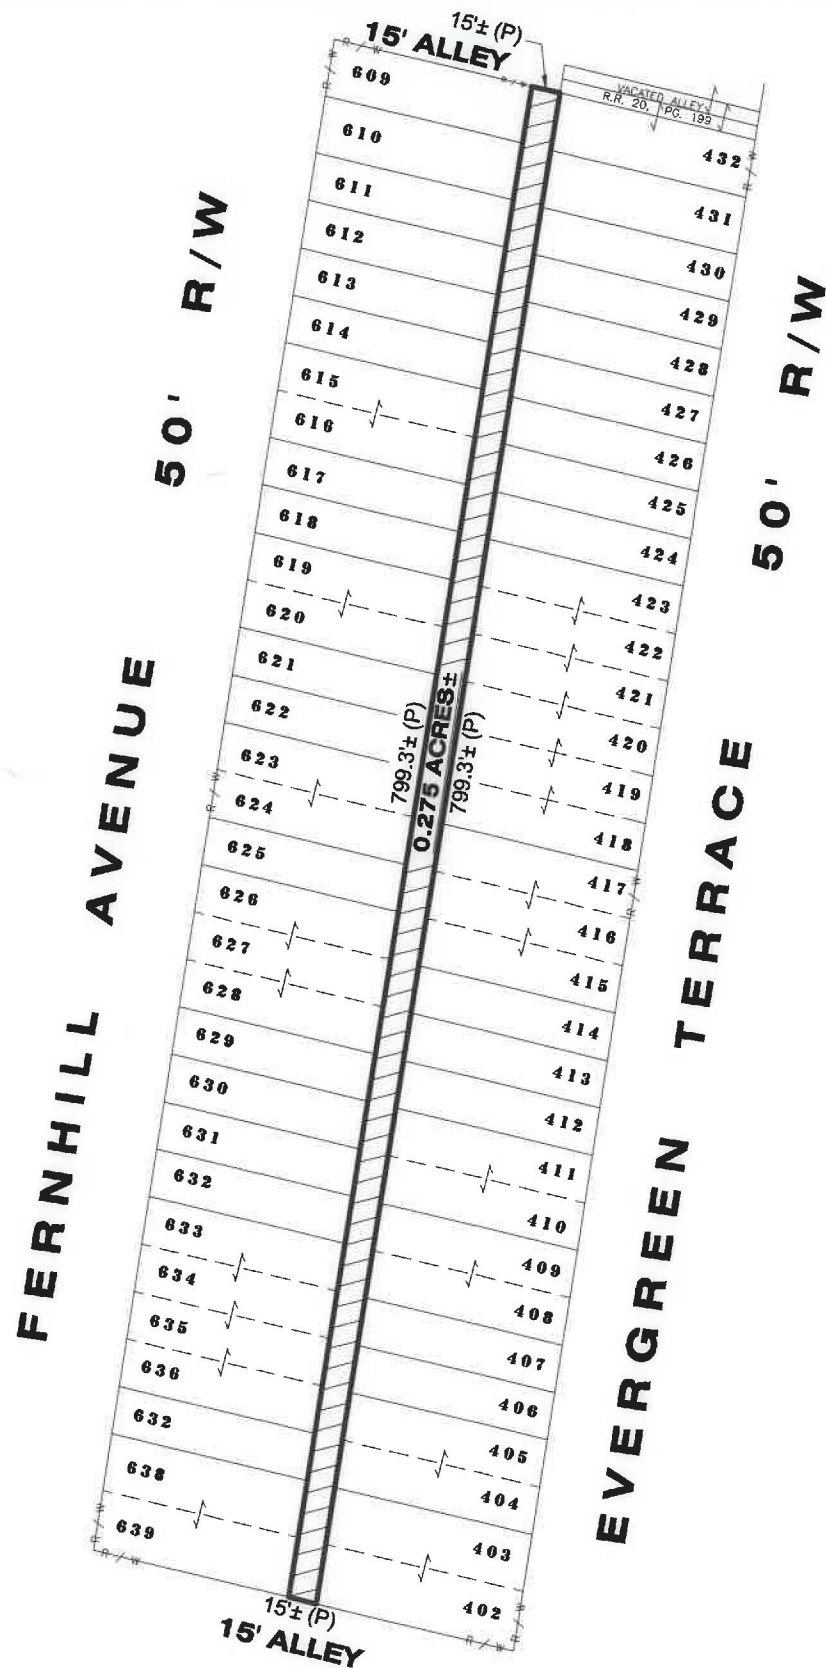 15'± (P)
15' ALLEY
VACATED ALLEY
R.R. 20, PG. 199
R/W
R/W
R/W
R/W
609
610
611
612
613
614
615
616
617
618
619
620
621
622
623
624
625
626
627
628
629
630
631
632
633
634
635
636
632
638
639
432
431
430
429
428
427
426
425
424
423
422
421
420
419
418
417
416
415
414
413
412
411
410
409
408
407
406
405
404
403
402
799.3'± (P)
0.275 ACRES±
799.3'± (P)
FERNHILL AVENUE 50' R/W
EVERGREEN TERRACE 50' R/W
R/W
R/W
R/W
R/W
R/W
R/W
15'± (P)
15' ALLEY